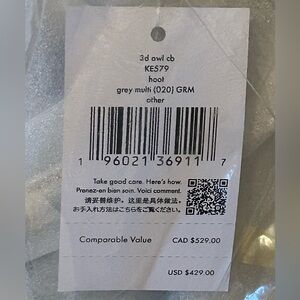 3d owl cb
KE579
hoot
grey multi (020) GRM
other
1 96021 36911 7
Take good care. Here's how.
Prenez-en bien soin. Voici comment.
请妥善维护。这里是具体做法。
お手入れ方法はこちらをご覧ください。
Comparable Value CAD $529.00
USD $429.00